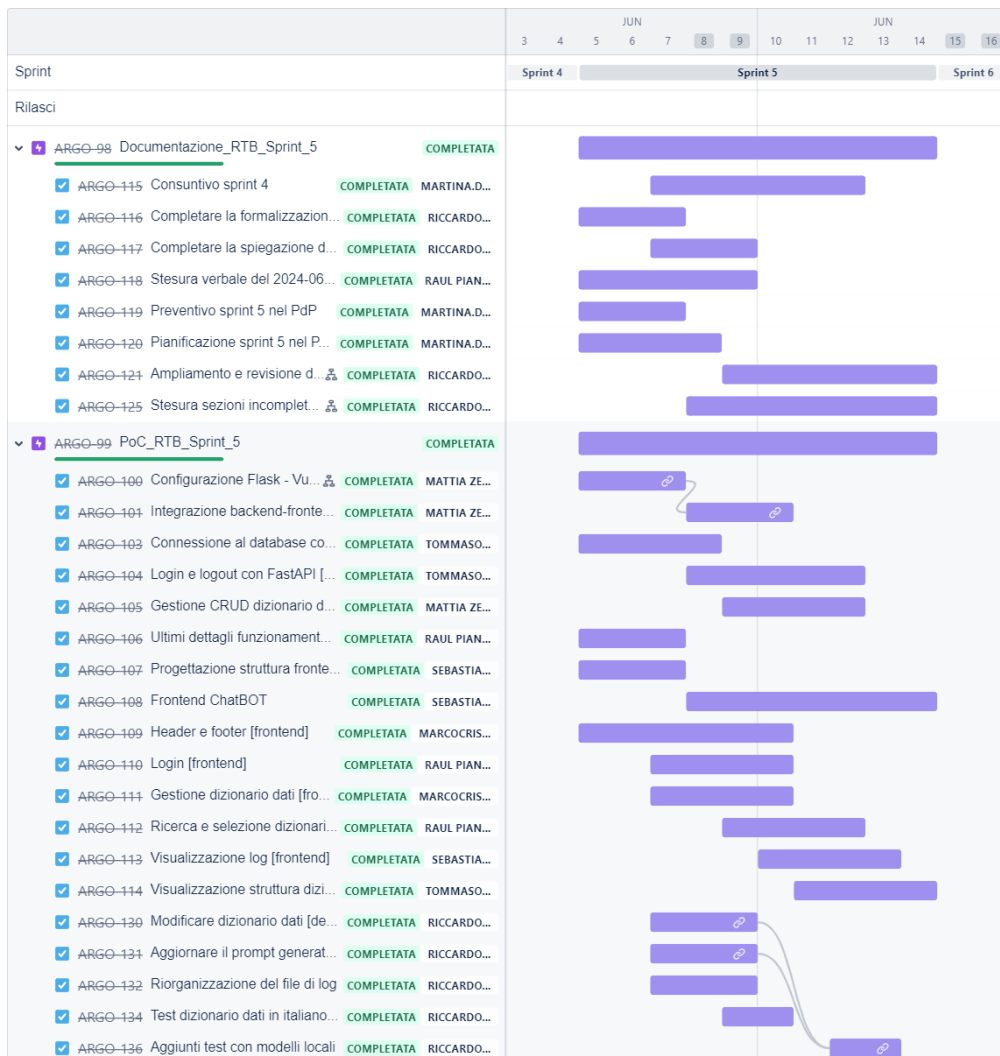 JUN JUN
3 4 5 6 7 8 9 10 11 12 13 14 15 16
Sprint Sprint 4 Sprint 5 Sprint 6
Rilasci
ARGO-98 Documentazione_RTB_Sprint_5 COMPLETATA
ARGO-115 Consuntivo sprint 4 COMPLETATA MARTINA.D...
ARGO-116 Completare la formalizzazion... COMPLETATA RICCARDO...
ARGO-117 Completare la spiegazione d... COMPLETATA RICCARDO...
ARGO-118 Stesura verbale del 2024-06... COMPLETATA RAUL PIAN...
ARGO-119 Preventivo sprint 5 nel PdP COMPLETATA MARTINA.D...
ARGO-120 Pianificazione sprint 5 nel P... COMPLETATA MARTINA.D...
ARGO-121 Ampliamento e revisione d... COMPLETATA RICCARDO...
ARGO-125 Stesura sezioni incomplet... COMPLETATA RICCARDO...
ARGO-99 PoC_RTB_Sprint_5 COMPLETATA
ARGO-100 Configurazione Flask - Vu... COMPLETATA MATTIA ZE...
ARGO-101 Integrazione backend-fronte... COMPLETATA MATTIA ZE...
ARGO-103 Connessione al database co... COMPLETATA TOMMASO...
ARGO-104 Login e logout con FastAPI [... COMPLETATA TOMMASO...
ARGO-105 Gestione CRUD dizionario d... COMPLETATA MATTIA ZE...
ARGO-106 Ultimi dettagli funzionament... COMPLETATA RAUL PIAN...
ARGO-107 Progettazione struttura fronte... COMPLETATA SEBASTIA...
ARGO-108 Frontend ChatBOT COMPLETATA SEBASTIA...
ARGO-109 Header e footer [frontend] COMPLETATA MARCOCRIS...
ARGO-110 Login [frontend] COMPLETATA RAUL PIAN...
ARGO-111 Gestione dizionario dati [fro... COMPLETATA MARCOCRIS...
ARGO-112 Ricerca e selezione dizionari... COMPLETATA RAUL PIAN...
ARGO-113 Visualizzazione log [frontend] COMPLETATA SEBASTIA...
ARGO-114 Visualizzazione struttura dizi... COMPLETATA TOMMASO...
ARGO-130 Modificare dizionario dati [de... COMPLETATA RICCARDO...
ARGO-131 Aggiornare il prompt generat... COMPLETATA RICCARDO...
ARGO-132 Riorganizzazione del file di log COMPLETATA RICCARDO...
ARGO-134 Test dizionario dati in italiano... COMPLETATA RICCARDO...
ARGO-136 Aggiunti test con modelli locali COMPLETATA RICCARDO...